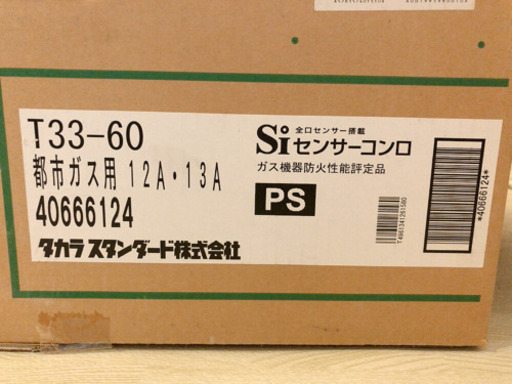 T33-60
都市ガス用 12A・13A
40666124
タカラスタンダード株式会社
全口センサー搭載
Siセンサーコンロ
ガス機器防火性能評定品
PS
*40666124*